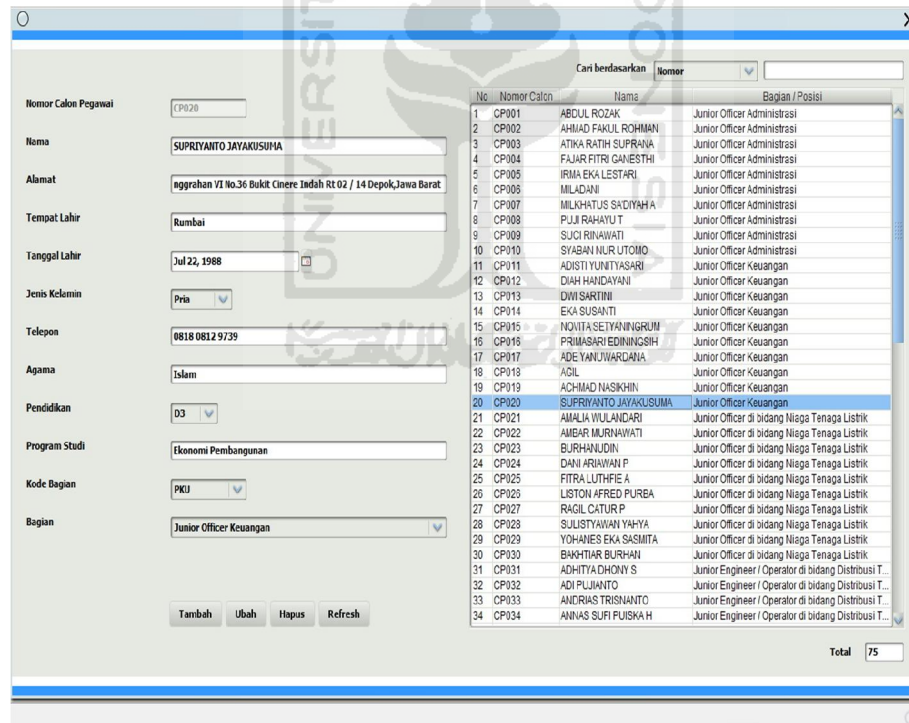 UNIVERSIT
ONESIA
Cari berdasarkan Nomor
Nomor Calon Pegawai CP020
Nama SUPRIYANTO JAYAKUSUMA
Alamat nggrahan VI No.36 Bukit Cinere Indah Rt 02 / 14 Depok,Jawa Barat
Tempat Lahir Rumbai
Tanggal Lahir Jul 22, 1988
Jenis Kelamin Pria
Telepon 0818 0812 9739
Agama Islam
Pendidikan D3
Program Studi Ekonomi Pembangunan
Kode Bagian PKU
Bagian Junior Officer Keuangan
Tambah Ubah Hapus Refresh
No Nomor Calon Nama Bagian / Posisi
1 CP001 ABDUL ROZAK Junior Officer Administrasi
2 CP002 AHMAD FAKUL ROHMAN Junior Officer Administrasi
3 CP003 ATIKA RATIH SUPRANA Junior Officer Administrasi
4 CP004 FAJAR FITRI GANESTHI Junior Officer Administrasi
5 CP005 IRMA EKA LESTARI Junior Officer Administrasi
6 CP006 MILADANI Junior Officer Administrasi
7 CP007 MILKHATUS SA'DIYAH A Junior Officer Administrasi
8 CP008 PUJI RAHAYU T Junior Officer Administrasi
9 CP009 SUCI RINAWATI Junior Officer Administrasi
10 CP010 SYABAN NUR UTOMO Junior Officer Administrasi
11 CP011 ADISTI YUNITYASARI Junior Officer Keuangan
12 CP012 DIAH HANDAYANI Junior Officer Keuangan
13 CP013 DWI SARTINI Junior Officer Keuangan
14 CP014 EKA SUSANTI Junior Officer Keuangan
15 CP015 NOVITA SETYANINGRUM Junior Officer Keuangan
16 CP016 PRIMASARI EDININGSIH Junior Officer Keuangan
17 CP017 ADE YANUWARDANA Junior Officer Keuangan
18 CP018 AGIL Junior Officer Keuangan
19 CP019 ACHMAD NASIKHIN Junior Officer Keuangan
20 CP020 SUPRIYANTO JAYAKUSUMA Junior Officer Keuangan
21 CP021 AMALIA WULANDARI Junior Officer di bidang Niaga Tenaga Listrik
22 CP022 AMBAR MURNAWATI Junior Officer di bidang Niaga Tenaga Listrik
23 CP023 BURHANUDIN Junior Officer di bidang Niaga Tenaga Listrik
24 CP024 DANI ARIAWAN P Junior Officer di bidang Niaga Tenaga Listrik
25 CP025 FITRA LUTHFIE A Junior Officer di bidang Niaga Tenaga Listrik
26 CP026 LISTON AFRED PURBA Junior Officer di bidang Niaga Tenaga Listrik
27 CP027 RAGIL CATUR P Junior Officer di bidang Niaga Tenaga Listrik
28 CP028 SULISTYAWAN YAHYA Junior Officer di bidang Niaga Tenaga Listrik
29 CP029 YOHANES EKA SASMITA Junior Officer di bidang Niaga Tenaga Listrik
30 CP030 BAKHTIAR BURHAN Junior Officer di bidang Niaga Tenaga Listrik
31 CP031 ADHITYA DHONY S Junior Engineer / Operator di bidang Distribusi T...
32 CP032 ADI PUJIANTO Junior Engineer / Operator di bidang Distribusi T...
33 CP033 ANDRIAS TRISNANTO Junior Engineer / Operator di bidang Distribusi T...
34 CP034 ANNAS SUFI PUISKA H Junior Engineer / Operator di bidang Distribusi T...
Total 75